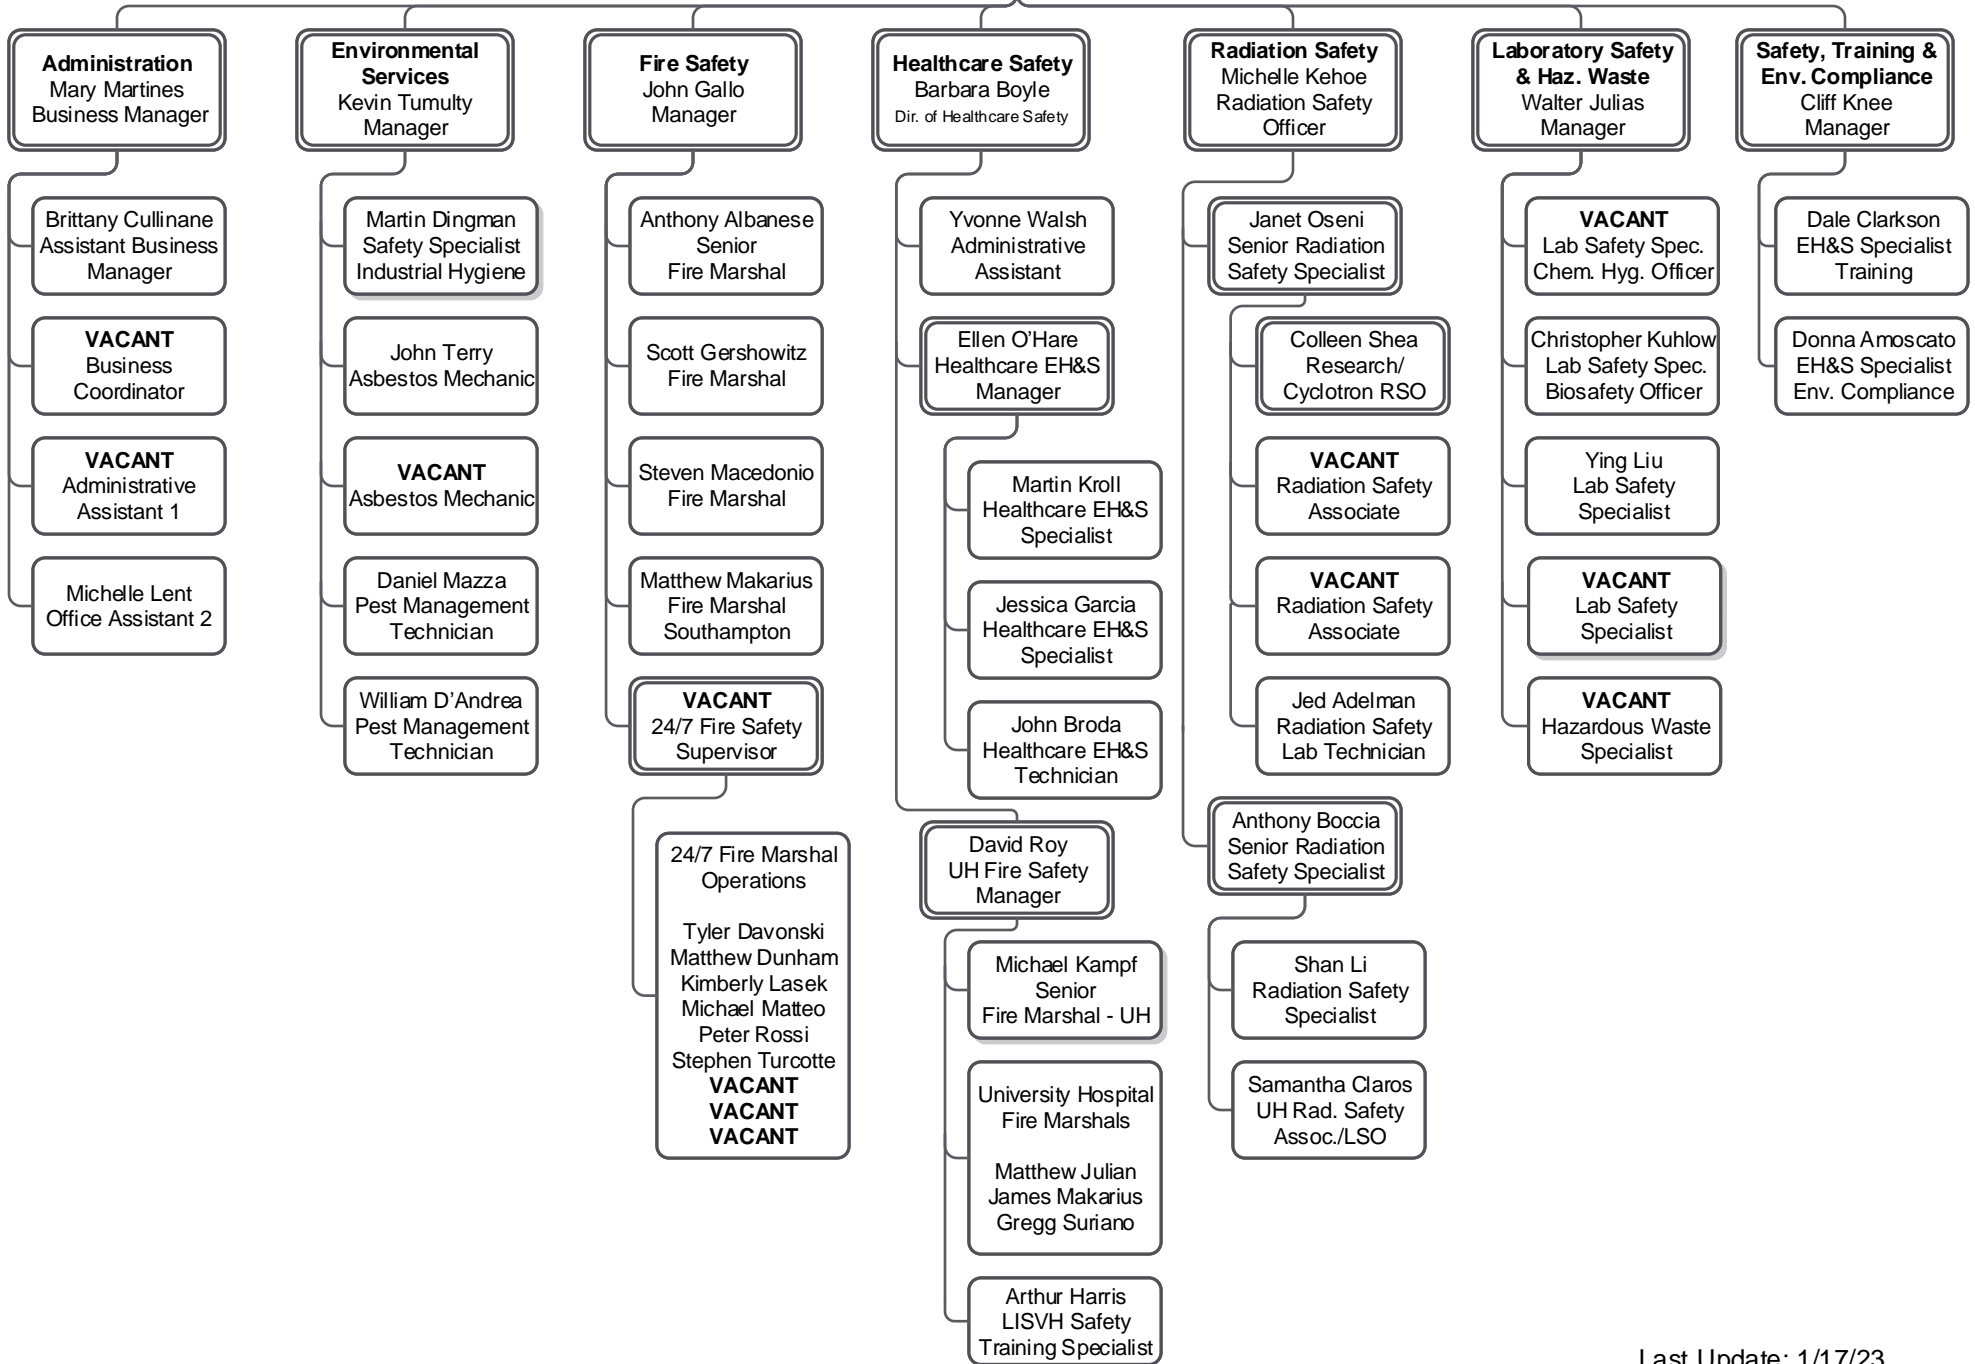 Administration
Mary Martines
Business Manager
Brittany Cullinane
Assistant Business
Manager
VACANT
Business
Coordinator
VACANT
Administrative
Assistant 1
Michelle Lent
Office Assistant 2
Environmental
Services
Kevin Tumulty
Manager
Martin Dingman
Safety Specialist
Industrial Hygiene
John Terry
Asbestos Mechanic
VACANT
Asbestos Mechanic
Daniel Mazza
Pest Management
Technician
William D’Andrea
Pest Management
Technician
Fire Safety
John Gallo
Manager
Anthony Albanese
Senior
Fire Marshal
Scott Gershowitz
Fire Marshal
Steven Macedonio
Fire Marshal
Matthew Makarius
Fire Marshal
Southampton
VACANT
24/7 Fire Safety
Supervisor
24/7 Fire Marshal
Operations
Tyler Davonski
Matthew Dunham
Kimberly Lasek
Michael Matteo
Peter Rossi
Stephen Turcotte
VACANT
VACANT
VACANT
Healthcare Safety
Barbara Boyle
Dir. of Healthcare Safety
Yvonne Walsh
Administrative
Assistant
Ellen O’Hare
Healthcare EH&S
Manager
Martin Kroll
Healthcare EH&S
Specialist
Jessica Garcia
Healthcare EH&S
Specialist
John Broda
Healthcare EH&S
Technician
David Roy
UH Fire Safety
Manager
Michael Kampf
Senior
Fire Marshal - UH
University Hospital
Fire Marshals
Matthew Julian
James Makarius
Gregg Suriano
Arthur Harris
LISVH Safety
Training Specialist
Radiation Safety
Michelle Kehoe
Radiation Safety
Officer
Janet Oseni
Senior Radiation
Safety Specialist
Colleen Shea
Research/
Cyclotron RSO
VACANT
Radiation Safety
Associate
VACANT
Radiation Safety
Associate
Jed Adelman
Radiation Safety
Lab Technician
Anthony Boccia
Senior Radiation
Safety Specialist
Shan Li
Radiation Safety
Specialist
Samantha Claros
UH Rad. Safety
Assoc./LSO
Laboratory Safety
& Haz. Waste
Walter Julias
Manager
VACANT
Lab Safety Spec.
Chem. Hyg. Officer
Christopher Kuhlow
Lab Safety Spec.
Biosafety Officer
Ying Liu
Lab Safety
Specialist
VACANT
Lab Safety
Specialist
VACANT
Hazardous Waste
Specialist
Safety, Training &
Env. Compliance
Cliff Knee
Manager
Dale Clarkson
EH&S Specialist
Training
Donna Amoscato
EH&S Specialist
Env. Compliance
Last Update: 1/17/23